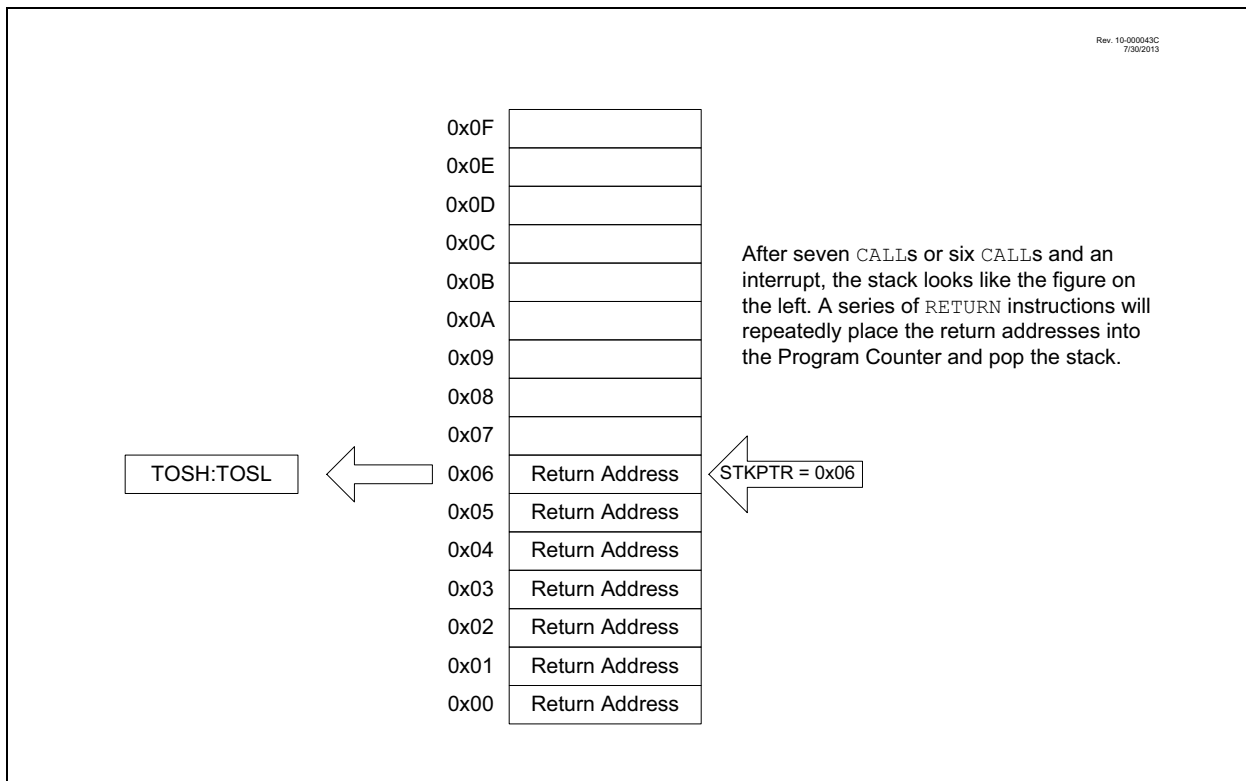 Rev. 10-000043C
7/30/2013
0x0F
0x0E
0x0D
0x0C
0x0B
0x0A
0x09
0x08
0x07
After seven CALLs or six CALLs and an
interrupt, the stack looks like the figure on
the left. A series of RETURN instructions will
repeatedly place the return addresses into
the Program Counter and pop the stack.
TOSH:TOSL
0x06 Return Address
STKPTR = 0x06
0x05 Return Address
0x04 Return Address
0x03 Return Address
0x02 Return Address
0x01 Return Address
0x00 Return Address